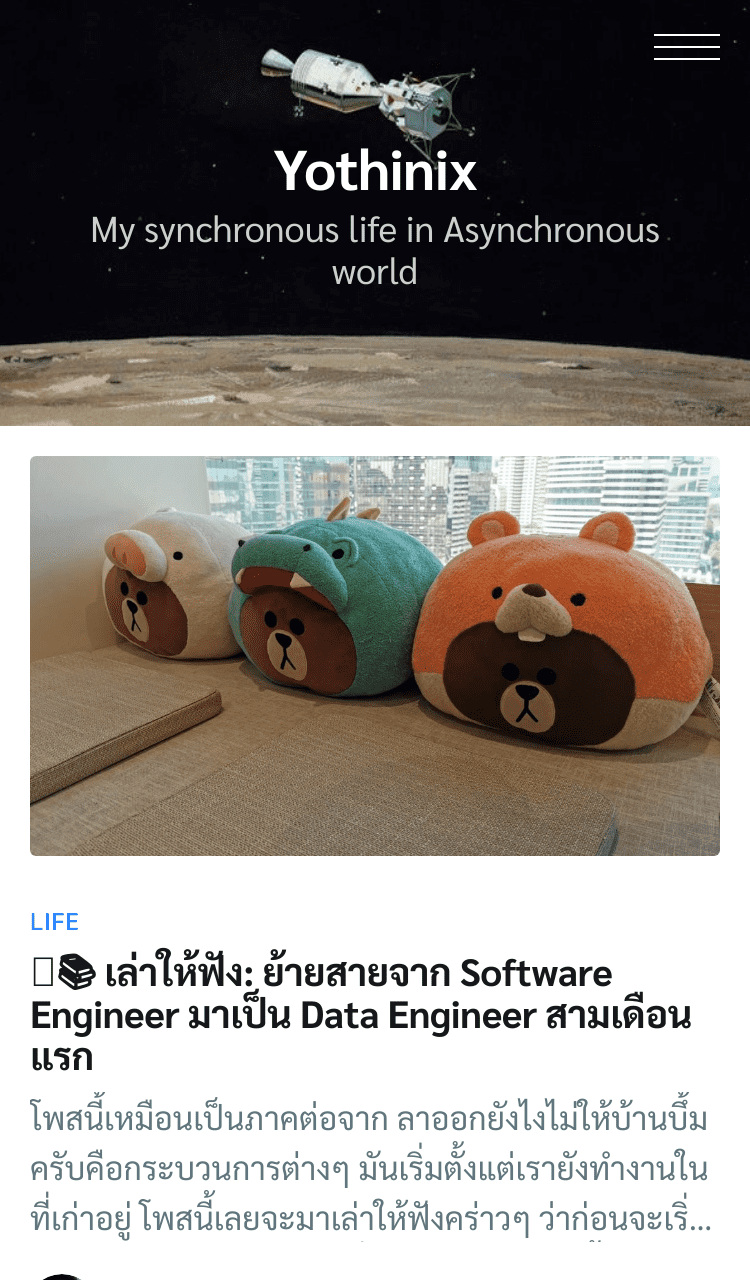 Yothinix
My synchronous life in Asynchronous
world
LIFE
📚 เล่าให้ฟัง: ย้ายสายจาก Software
Engineer มาเป็น Data Engineer สามเดือน
แรก
โพสนี้เหมือนเป็นภาคต่อจาก ลาออกยังไงไม่ให้บ้านบึ้ม
ครับคือกระบวนการต่างๆ มันเริ่มตั้งแต่เรายังทำงานใน
ที่เก่าอยู่ โพสนี้เลยจะมาเล่าให้ฟังคร่าวๆ ว่าก่อนจะเริ่...